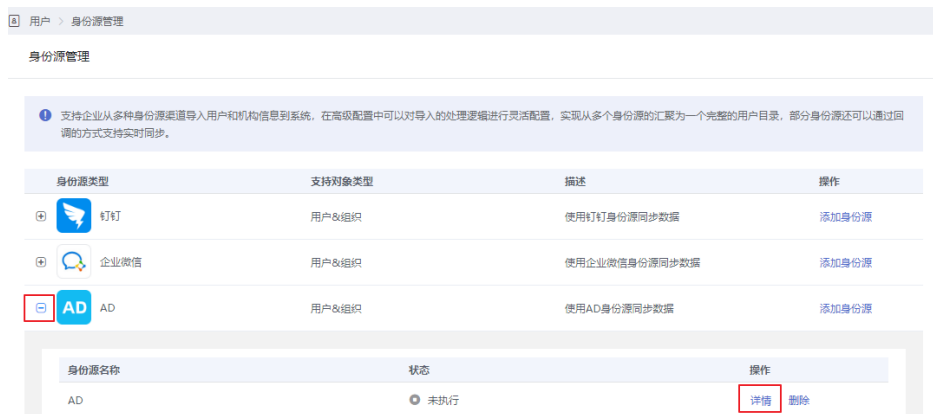 用户 > 身份源管理
身份源管理
支持企业从多种身份源渠道导入用户和机构信息到系统，在高级配置中可以对导入的处理逻辑进行灵活配置，实现从多个身份源的汇聚为一个完整的用户目录，部分身份源还可以通过回
调的方式支持实时同步。
身份源类型 支持对象类型 描述 操作
钉钉 用户&组织 使用钉钉身份源同步数据 添加身份源
企业微信 用户&组织 使用企业微信身份源同步数据 添加身份源
AD AD 用户&组织 使用AD身份源同步数据 添加身份源
身份源名称 状态 操作
AD 未执行 详情 删除